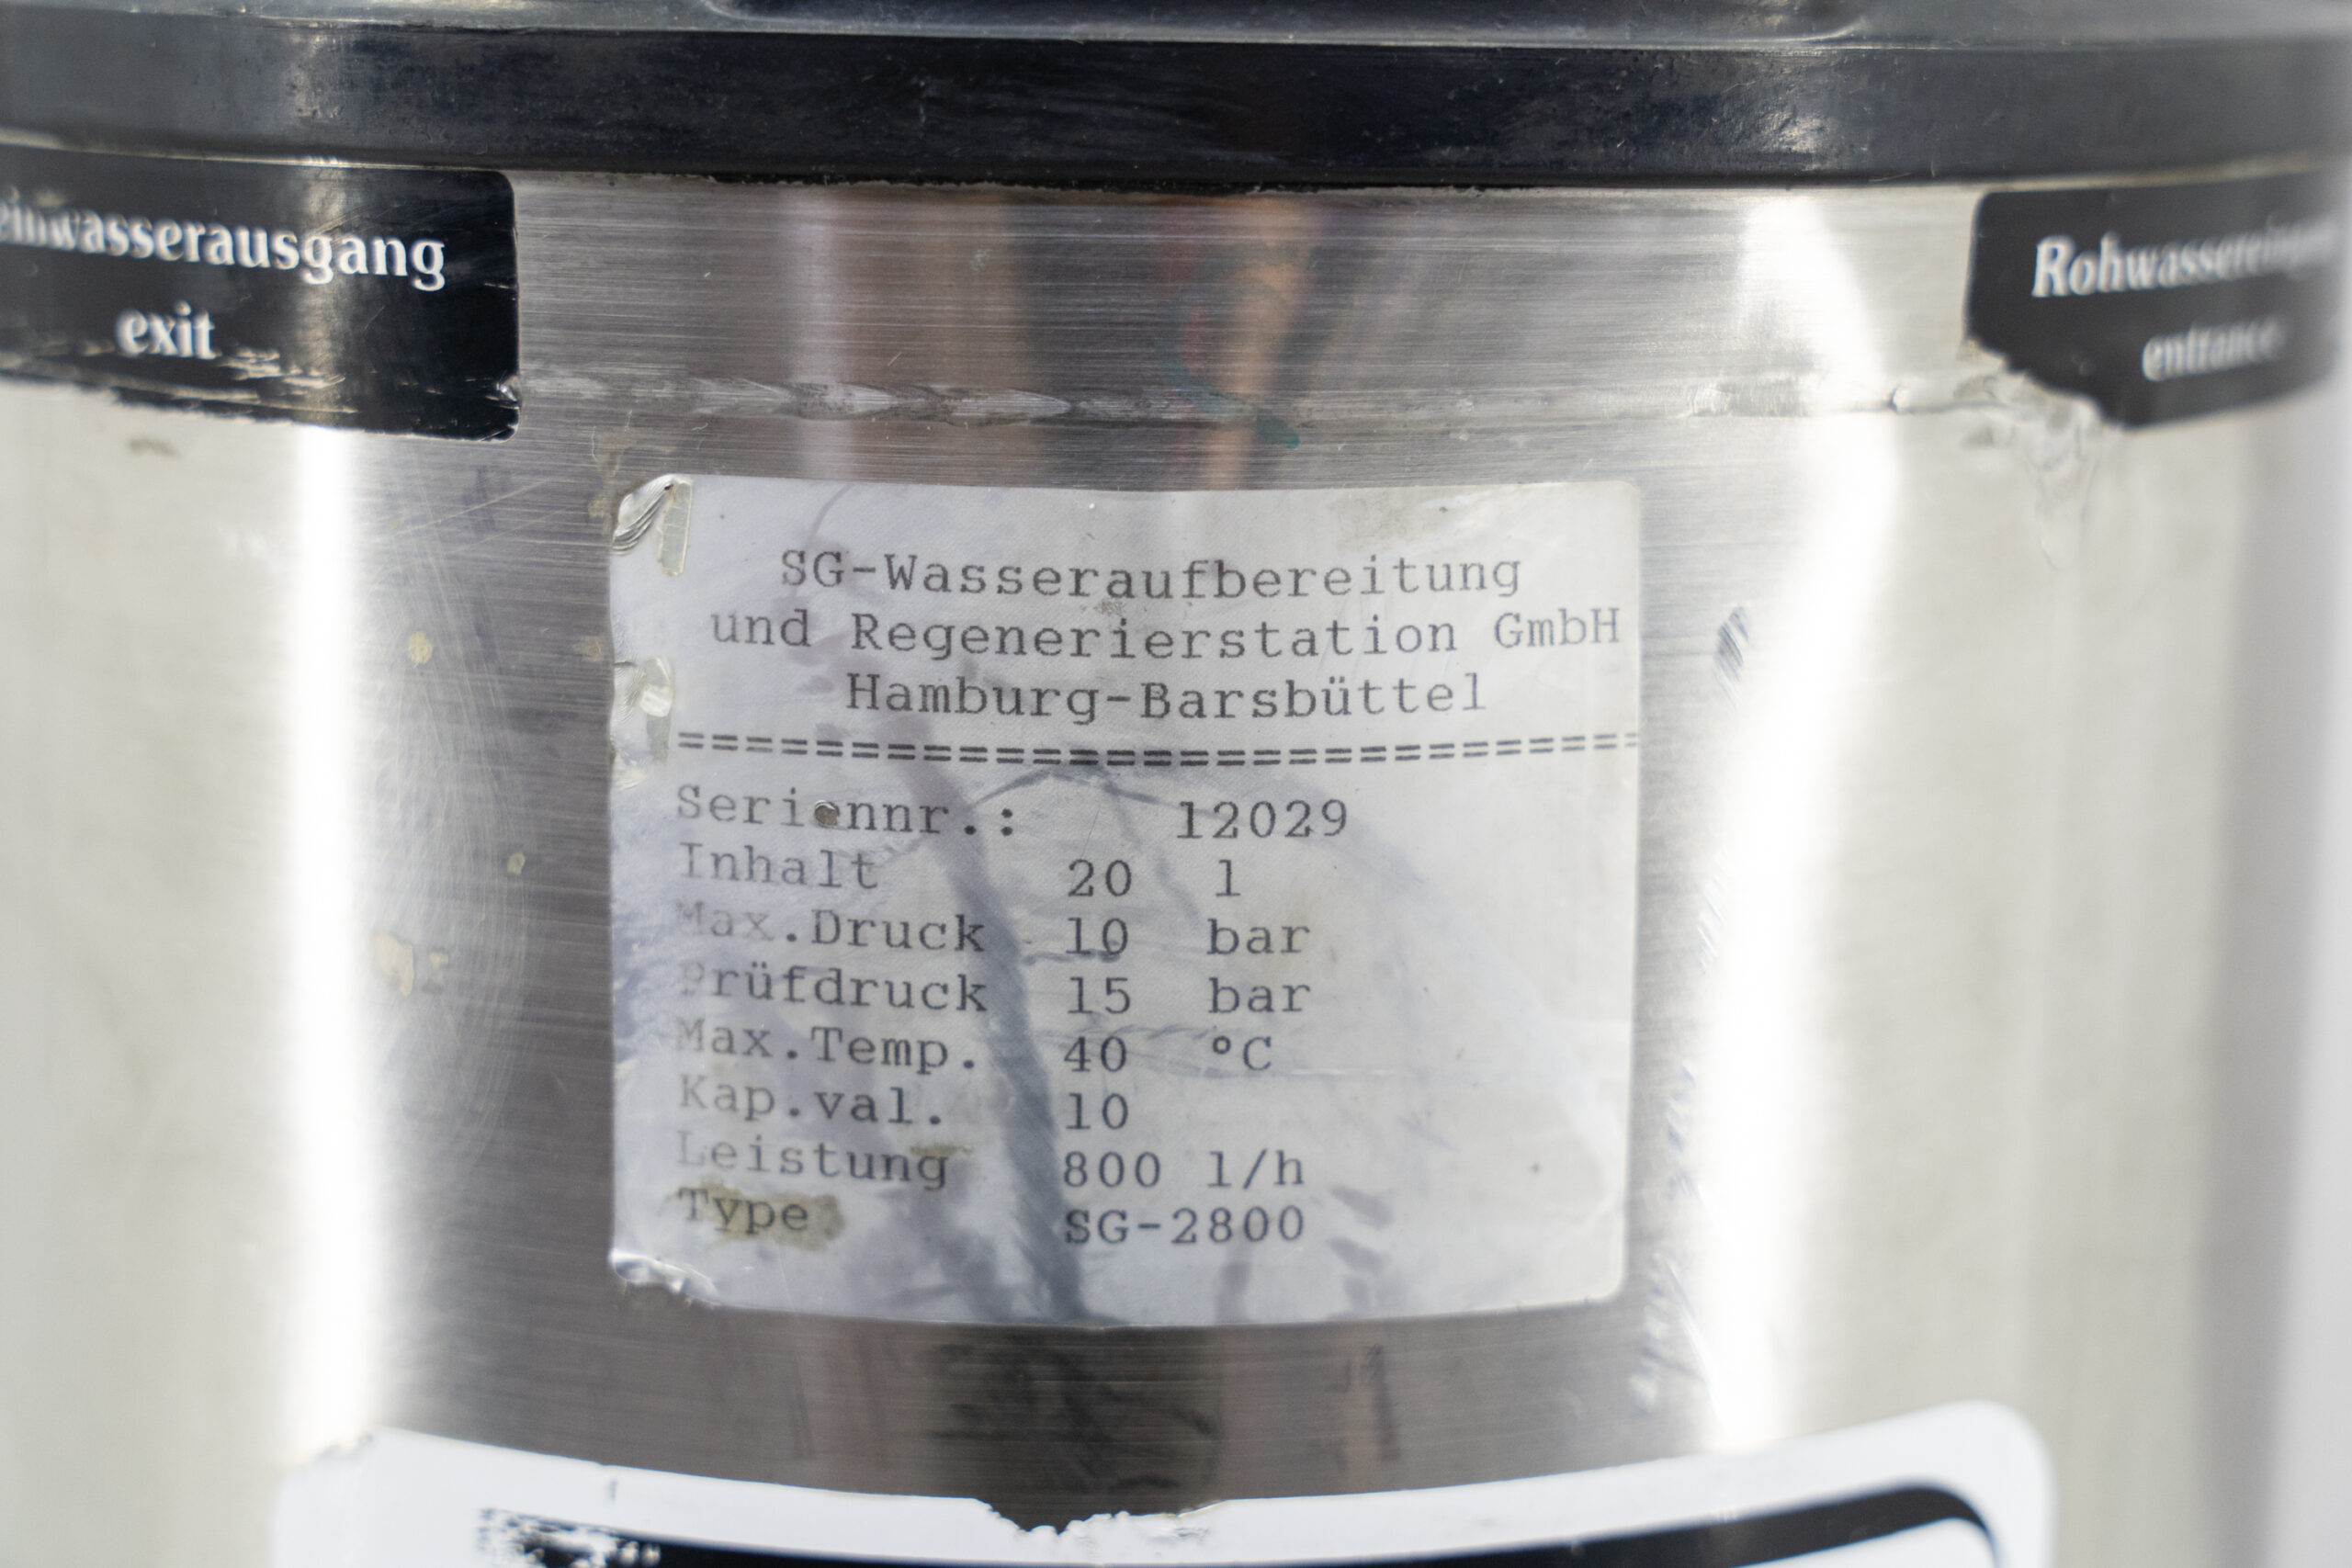 einwasserausgang
exit
Rohwassereingang
entrance
SG-Wasseraufbereitung
und Regenerierstation GmbH
Hamburg-Barsbüttel
===========================
Seriennr.: 12029
Inhalt 20 l
Max.Druck 10 bar
Prüfdruck 15 bar
Max.Temp. 40 °C
Kap.val. 10
Leistung 800 l/h
Type SG-2800